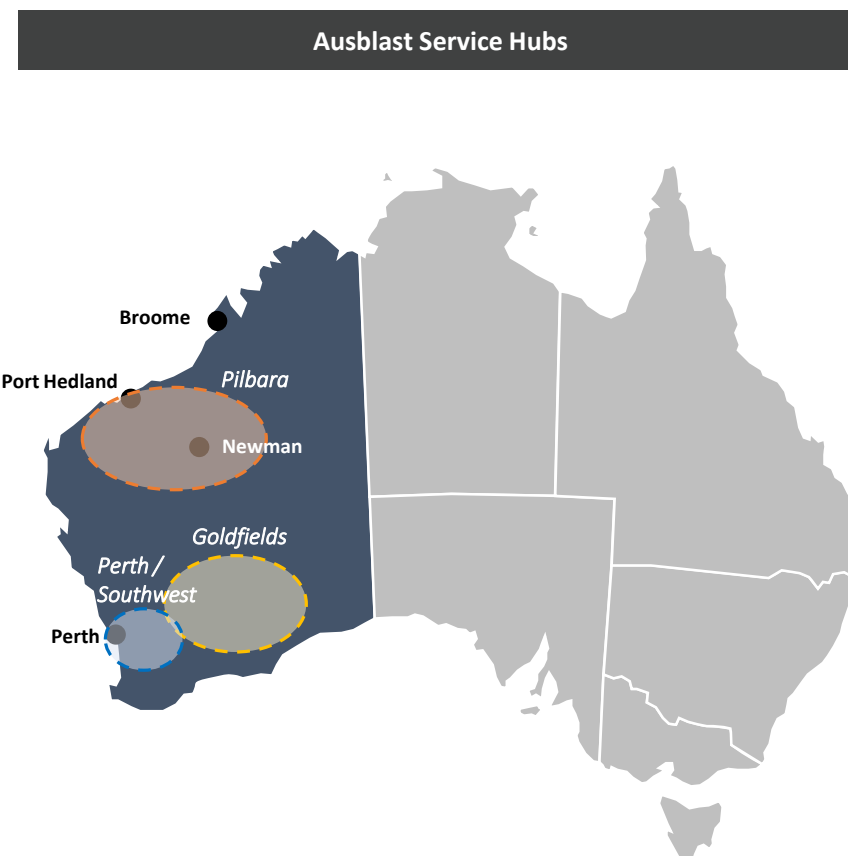 Ausblast Service Hubs
Broome
Port Hedland
Pilbara
Newman
Goldfields
Perth /
Southwest
Perth